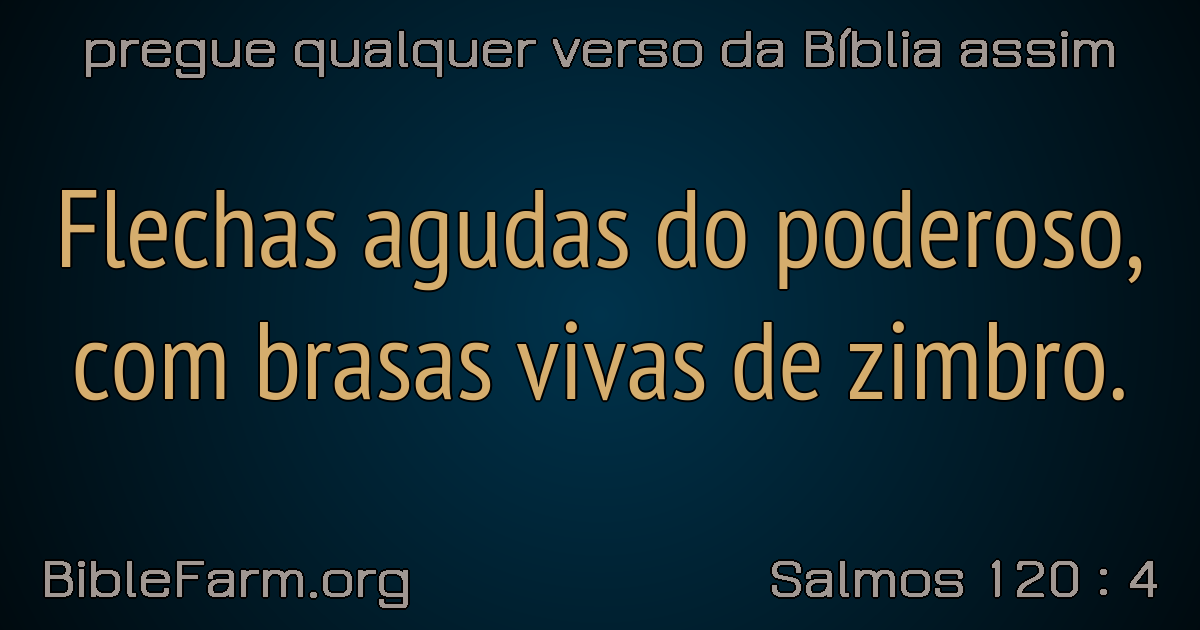 pregue qualquer verso da Bíblia assim
Flechas agudas do poderoso,
com brasas vivas de zimbro.
BibleFarm.org
Salmos 120 : 4